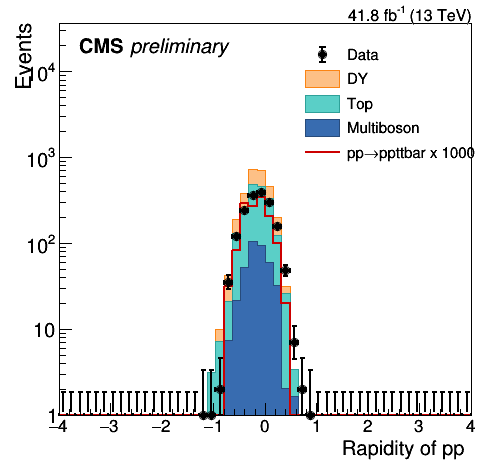 41.8 fb⁻¹ (13 TeV)
CMS preliminary
Events
Data
DY
Top
Multiboson
pp→ppttbar x 1000
10⁴
10³
10²
10
1
−4 −3 −2 −1 0 1 2 3 4
Rapidity of pp